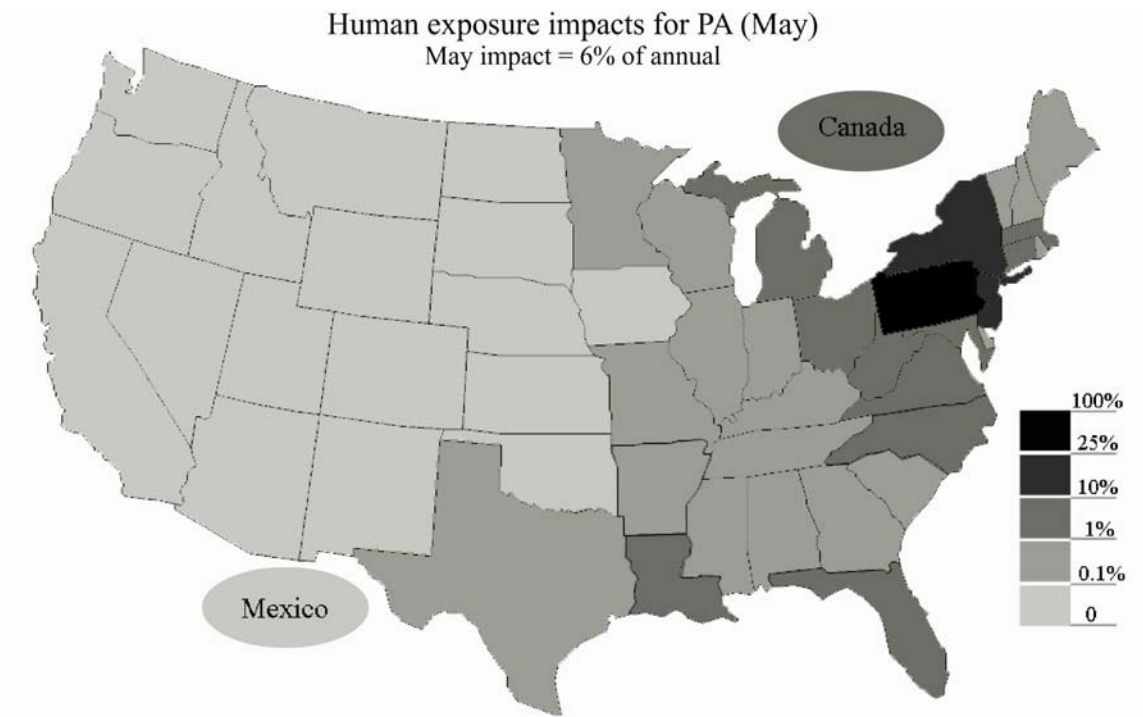 Human exposure impacts for PA (May)
May impact = 6% of annual
Canada
100%
25%
10%
1%
0.1%
0
Mexico